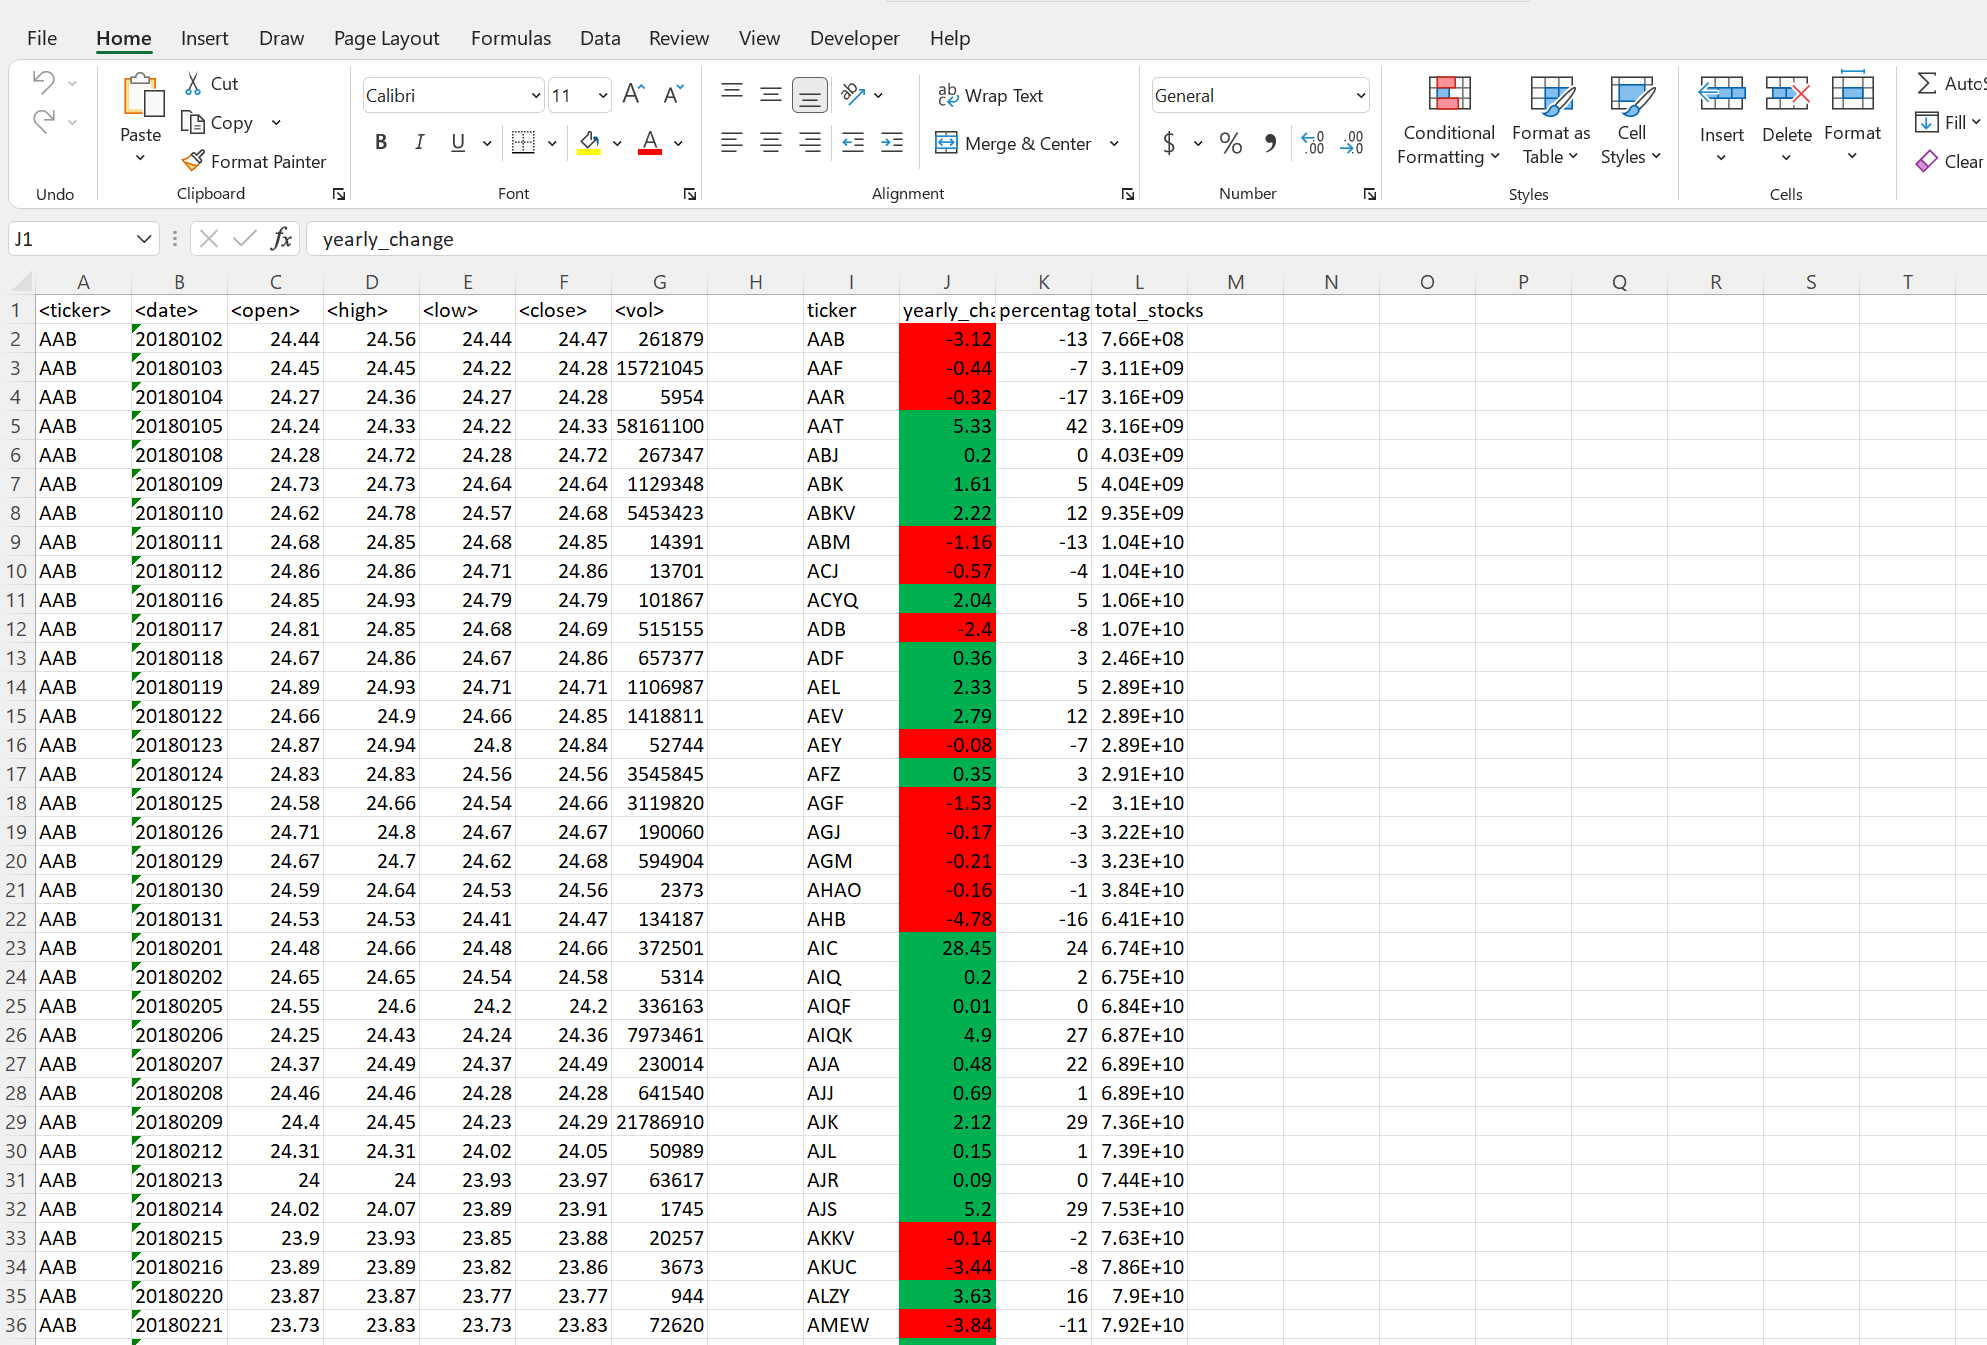 File Home Insert Draw Page Layout Formulas Data Review View Developer Help
Cut
Copy
Format Painter
Paste
Calibri 11
B I U
Wrap Text
Merge & Center
General
$ %
Conditional Formatting
Format as Table
Cell Styles
Insert Delete Format
Fill
Clear
Undo Clipboard Font Alignment Number Styles Cells
J1 fx yearly_change
A B C D E F G H I J K L M N O P Q R S T
1 <ticker> <date> <open> <high> <low> <close> <vol> ticker yearly_cha percentag total_stocks
2 AAB 20180102 24.44 24.56 24.44 24.47 261879 AAB -3.12 -13 7.66E+08
3 AAB 20180103 24.45 24.45 24.22 24.28 15721045 AAF -0.44 -7 3.11E+09
4 AAB 20180104 24.27 24.36 24.27 24.28 5954 AAR -0.32 -17 3.16E+09
5 AAB 20180105 24.24 24.33 24.22 24.33 58161100 AAT 5.33 42 3.16E+09
6 AAB 20180108 24.28 24.72 24.28 24.72 267347 ABJ 0.2 0 4.03E+09
7 AAB 20180109 24.73 24.73 24.64 24.64 1129348 ABK 1.61 5 4.04E+09
8 AAB 20180110 24.62 24.78 24.57 24.68 5453423 ABKV 2.22 12 9.35E+09
9 AAB 20180111 24.68 24.85 24.68 24.85 14391 ABM -1.16 -13 1.04E+10
10 AAB 20180112 24.86 24.86 24.71 24.86 13701 ACJ -0.57 -4 1.04E+10
11 AAB 20180116 24.85 24.93 24.79 24.79 101867 ACYQ 2.04 5 1.06E+10
12 AAB 20180117 24.81 24.85 24.68 24.69 515155 ADB -2.4 -8 1.07E+10
13 AAB 20180118 24.67 24.86 24.67 24.86 657377 ADF 0.36 3 2.46E+10
14 AAB 20180119 24.89 24.93 24.71 24.71 1106987 AEL 2.33 5 2.89E+10
15 AAB 20180122 24.66 24.9 24.66 24.85 1418811 AEV 2.79 12 2.89E+10
16 AAB 20180123 24.87 24.94 24.8 24.84 52744 AEY -0.08 -7 2.89E+10
17 AAB 20180124 24.83 24.83 24.56 24.56 3545845 AFZ 0.35 3 2.91E+10
18 AAB 20180125 24.58 24.66 24.54 24.66 3119820 AGF -1.53 -2 3.1E+10
19 AAB 20180126 24.71 24.8 24.67 24.67 190060 AGJ -0.17 -3 3.22E+10
20 AAB 20180129 24.67 24.7 24.62 24.68 594904 AGM -0.21 -3 3.23E+10
21 AAB 20180130 24.59 24.64 24.53 24.56 2373 AHAO -0.16 -1 3.84E+10
22 AAB 20180131 24.53 24.53 24.41 24.47 134187 AHB -4.78 -16 6.41E+10
23 AAB 20180201 24.48 24.66 24.48 24.66 372501 AIC 28.45 24 6.74E+10
24 AAB 20180202 24.65 24.65 24.54 24.58 5314 AIQ 0.2 2 6.75E+10
25 AAB 20180205 24.55 24.6 24.2 24.2 336163 AIQF 0.01 0 6.84E+10
26 AAB 20180206 24.25 24.43 24.24 24.36 7973461 AIQK 4.9 27 6.87E+10
27 AAB 20180207 24.37 24.49 24.37 24.49 230014 AJA 0.48 22 6.89E+10
28 AAB 20180208 24.46 24.46 24.28 24.28 641540 AJJ 0.69 1 6.89E+10
29 AAB 20180209 24.4 24.45 24.23 24.29 21786910 AJK 2.12 29 7.36E+10
30 AAB 20180212 24.31 24.31 24.02 24.05 50989 AJL 0.15 1 7.39E+10
31 AAB 20180213 24 24 23.93 23.97 63617 AJR 0.09 0 7.44E+10
32 AAB 20180214 24.02 24.07 23.89 23.91 1745 AJS 5.2 29 7.53E+10
33 AAB 20180215 23.9 23.93 23.85 23.88 20257 AKKV -0.14 -2 7.63E+10
34 AAB 20180216 23.89 23.89 23.82 23.86 3673 AKUC -3.44 -8 7.86E+10
35 AAB 20180220 23.87 23.87 23.77 23.77 944 ALZY 3.63 16 7.9E+10
36 AAB 20180221 23.73 23.83 23.73 23.83 72620 AMEW -3.84 -11 7.92E+10